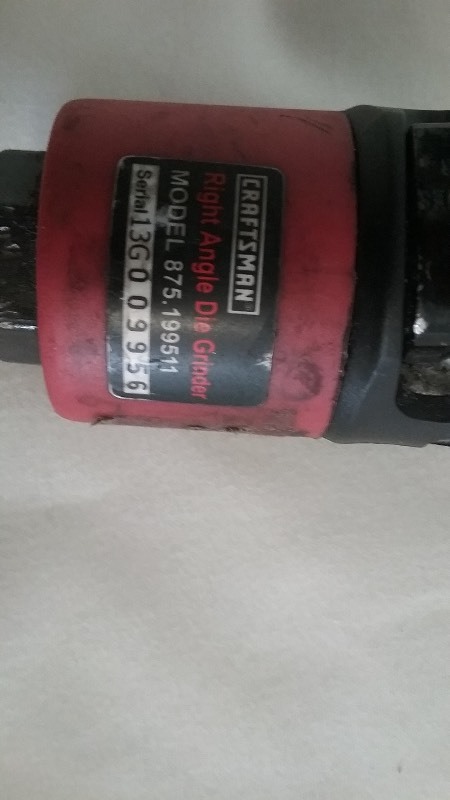 CRAFTSMAN
Right Angle Die Grinder
MODEL 875.199511
Serial 13G009956